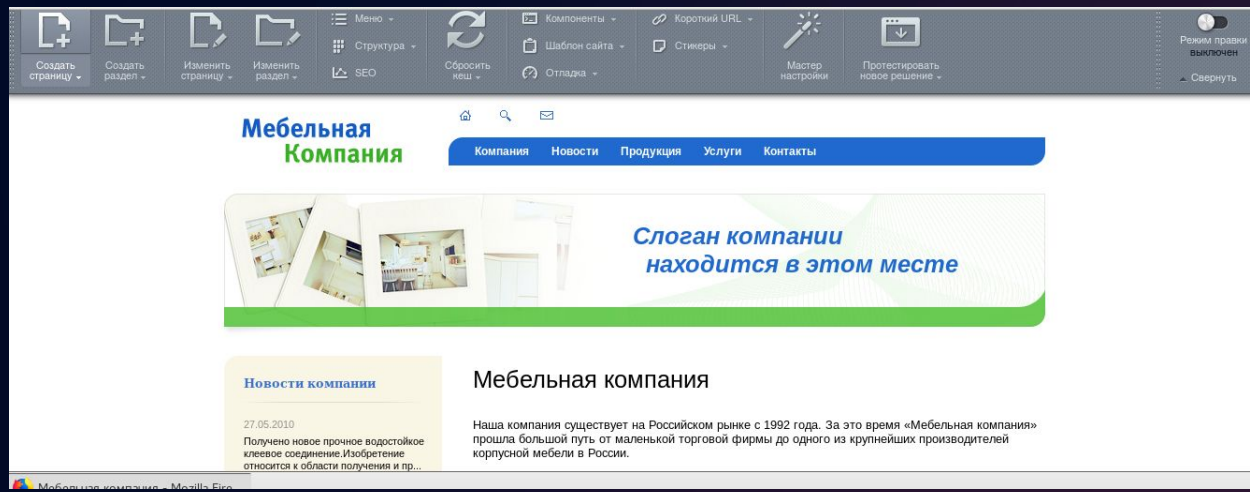 Создать страницу
Создать раздел
Изменить страницу
Изменить раздел
Меню
Структура
SEO
Сбросить кеш
Компоненты
Шаблон сайта
Отладка
Короткий URL
Стикеры
Мастер настройки
Протестировать новое решение
Режим правки
выключен
Свернуть
Мебельная
Компания
Компания Новости Продукция Услуги Контакты
Слоган компании
находится в этом месте
Новости компании
27.05.2010
Получено новое прочное водостойкое
клеевое соединение.Изобретение
относится к области получения и пр...
Мебельная компания
Наша компания существует на Российском рынке с 1992 года. За это время «Мебельная компания»
прошла большой путь от маленькой торговой фирмы до одного из крупнейших производителей
корпусной мебели в России.
Мебельная компания - Mozilla Fire